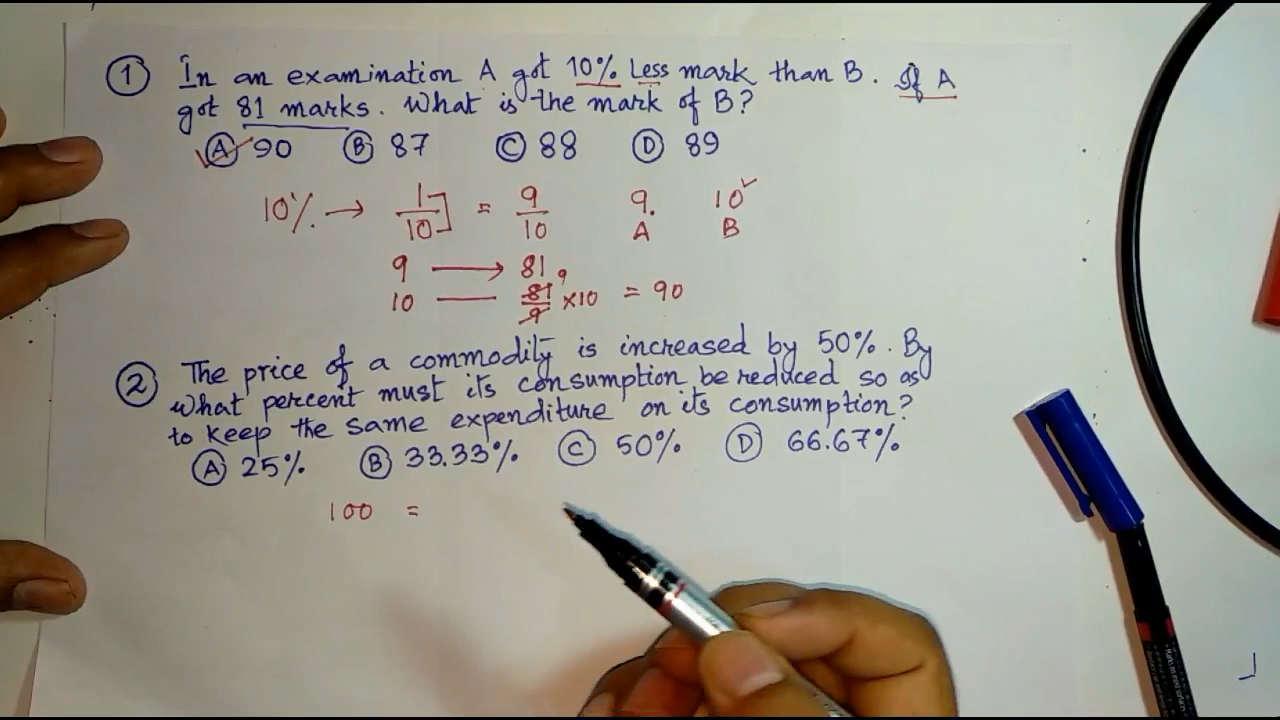 ① In an examination A got 10% Less mark than B. If A
got 81 marks. What is the mark of B?
Ⓐ 90 Ⓑ 87 Ⓒ 88 Ⓓ 89
10% → 1/10 = 9/10 9 10
A B
9 → 81
10 — 81/9 × 10 = 90
9
② The price of a commodity is increased by 50%. By
what percent must its consumption be reduced so as
to keep the same expenditure on its consumption?
Ⓐ 25% Ⓑ 33.33% Ⓒ 50% Ⓓ 66.67%
100 =